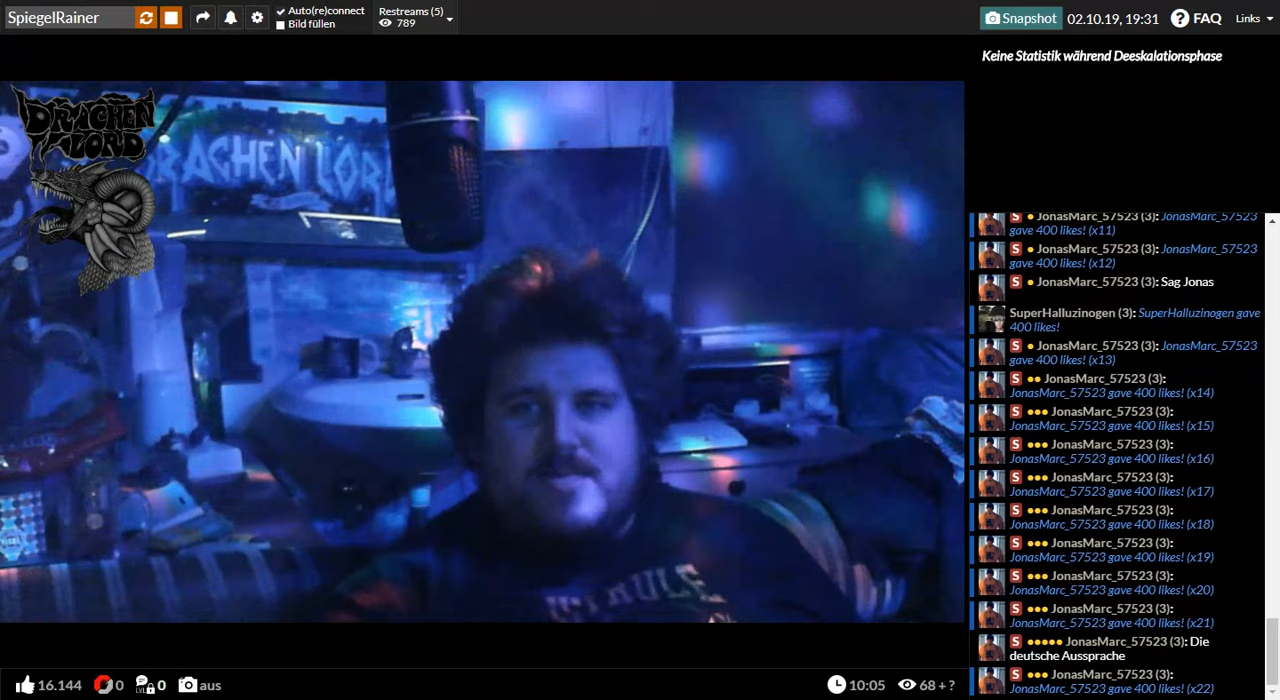 SpiegelRainer
Auto(re)connect
Bild füllen
Restreams (5)
789
Snapshot
02.10.19, 19:31
FAQ
Links
Keine Statistik während Deeskalationsphase
DRACHEN
LORD
DRACHEN LORD
S JonasMarc_57523 (3): JonasMarc_57523
gave 400 likes! (x11)
S JonasMarc_57523 (3): JonasMarc_57523
gave 400 likes! (x12)
S JonasMarc_57523 (3): Sag Jonas
SuperHalluzinogen (3): SuperHalluzinogen gave
400 likes!
S JonasMarc_57523 (3): JonasMarc_57523
gave 400 likes! (x13)
S JonasMarc_57523 (3):
JonasMarc_57523 gave 400 likes! (x14)
S JonasMarc_57523 (3):
JonasMarc_57523 gave 400 likes! (x15)
S JonasMarc_57523 (3):
JonasMarc_57523 gave 400 likes! (x16)
S JonasMarc_57523 (3):
JonasMarc_57523 gave 400 likes! (x17)
S JonasMarc_57523 (3):
JonasMarc_57523 gave 400 likes! (x18)
S JonasMarc_57523 (3):
JonasMarc_57523 gave 400 likes! (x19)
S JonasMarc_57523 (3):
JonasMarc_57523 gave 400 likes! (x20)
S JonasMarc_57523 (3):
JonasMarc_57523 gave 400 likes! (x21)
S JonasMarc_57523 (3): Die
deutsche Aussprache
S JonasMarc_57523 (3):
JonasMarc_57523 gave 400 likes! (x22)
RULE
16.144
0
LVL
0
aus
10:05
68 + ?